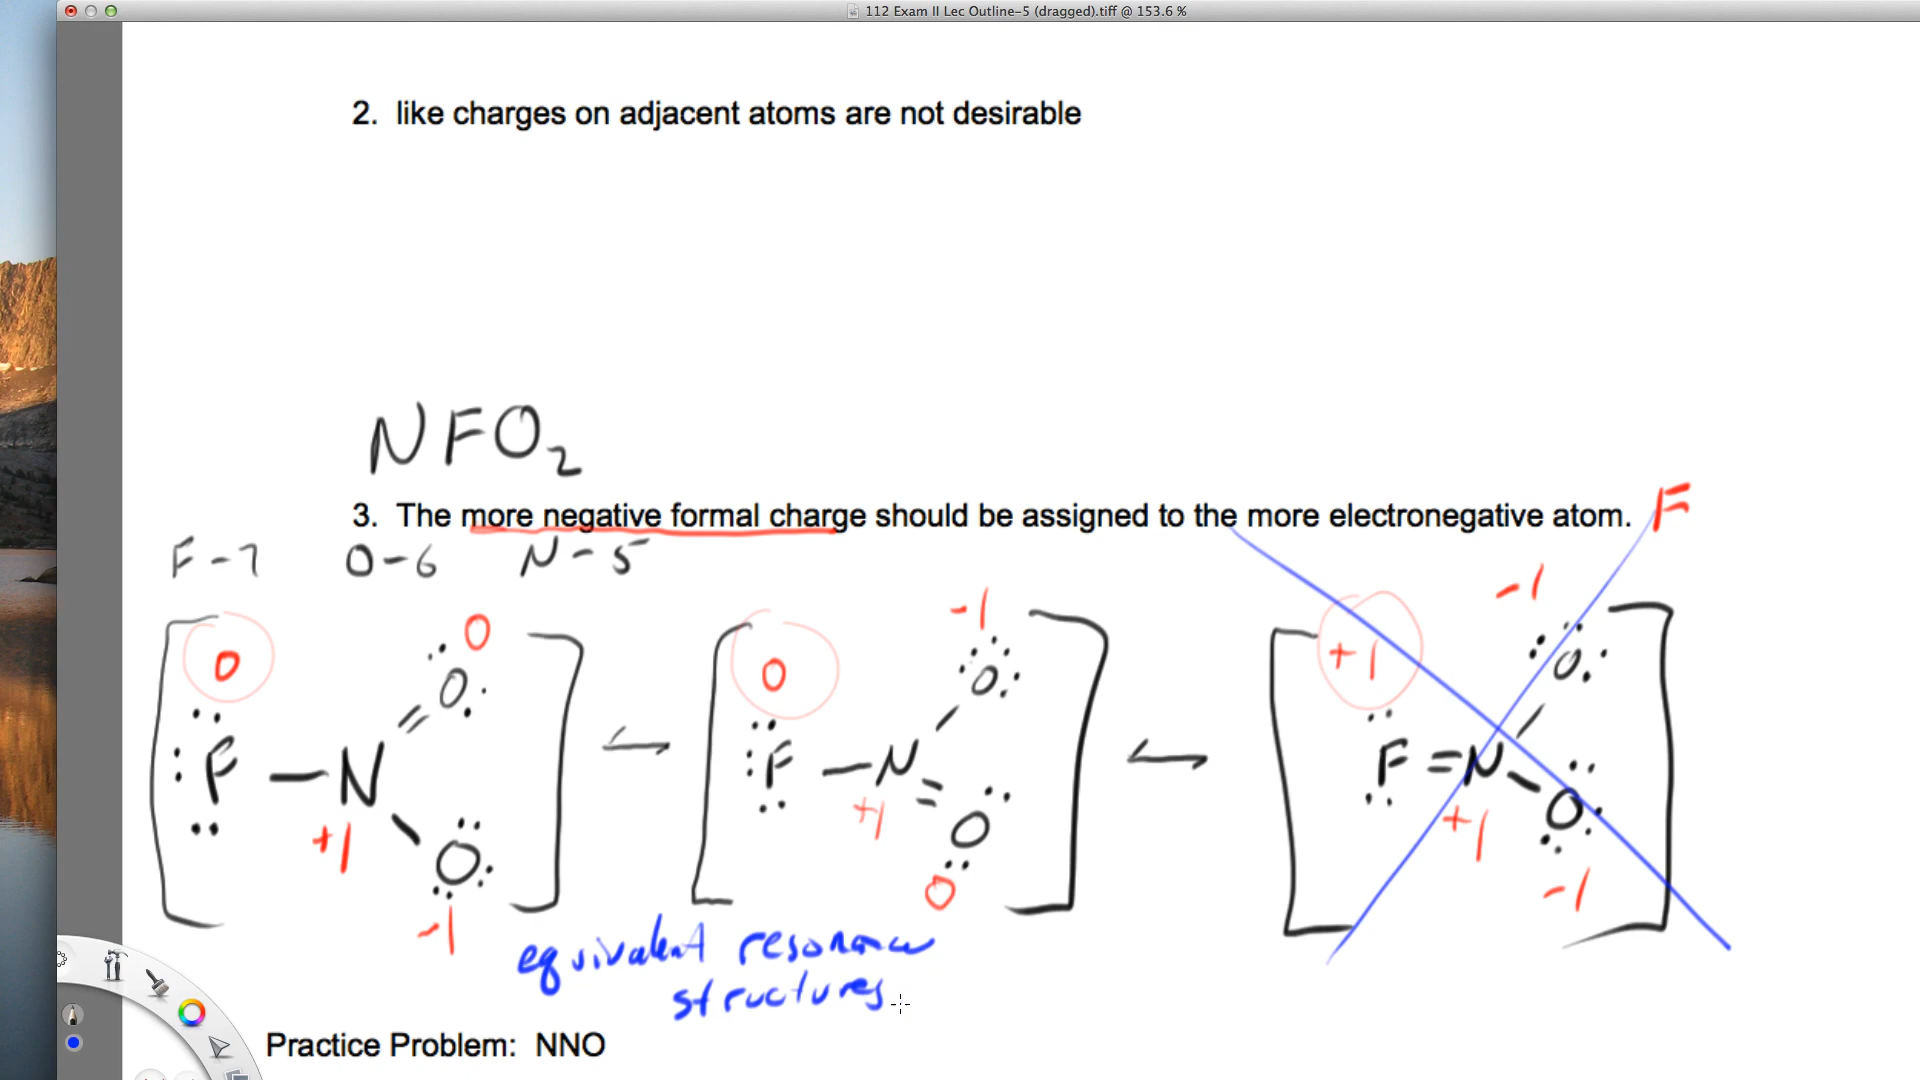 112 Exam II Lec Outline-5 (dragged).tiff @ 153.6 %
2. like charges on adjacent atoms are not desirable
NFO₂
3. The more negative formal charge should be assigned to the more electronegative atom. F
F - 7 O - 6 N - 5
0 0 -1 0 +1 -1
O O O
F - N F - N F = N
+1 +1 +1
O O O
-1 0 -1
equivalent resonance
structures
Practice Problem: NNO